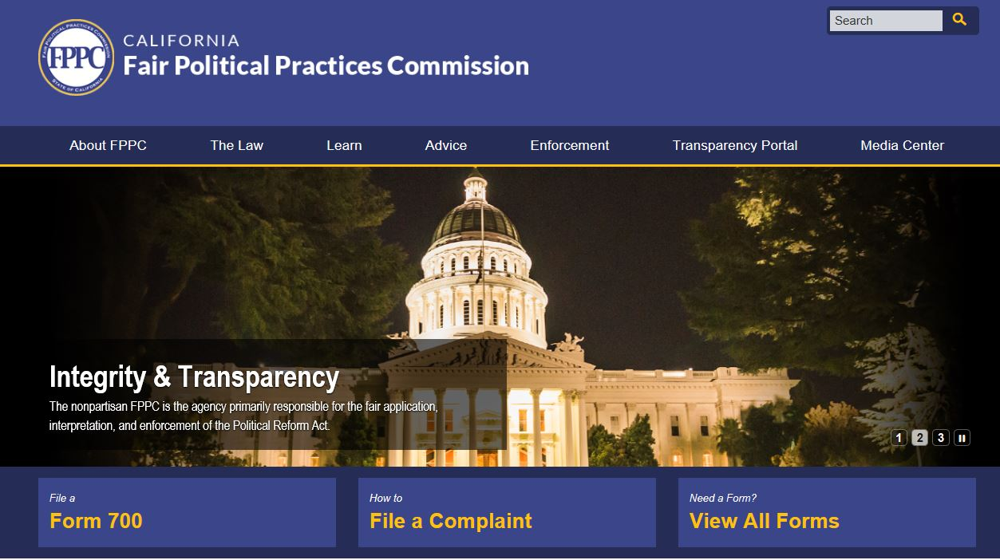 Search
FAIR POLITICAL PRACTICES COMMISSION
FPPC
STATE OF CALIFORNIA
CALIFORNIA
Fair Political Practices Commission
About FPPC
The Law
Learn
Advice
Enforcement
Transparency Portal
Media Center
Integrity & Transparency
The nonpartisan FPPC is the agency primarily responsible for the fair application,
interpretation, and enforcement of the Political Reform Act.
1 2 3
File a
Form 700
How to
File a Complaint
Need a Form?
View All Forms